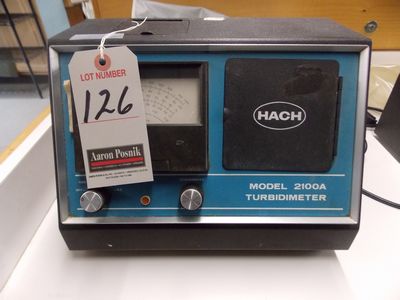 LOT NUMBER
126
Aaron Posnik
HACH
MODEL 2100A
TURBIDIMETER